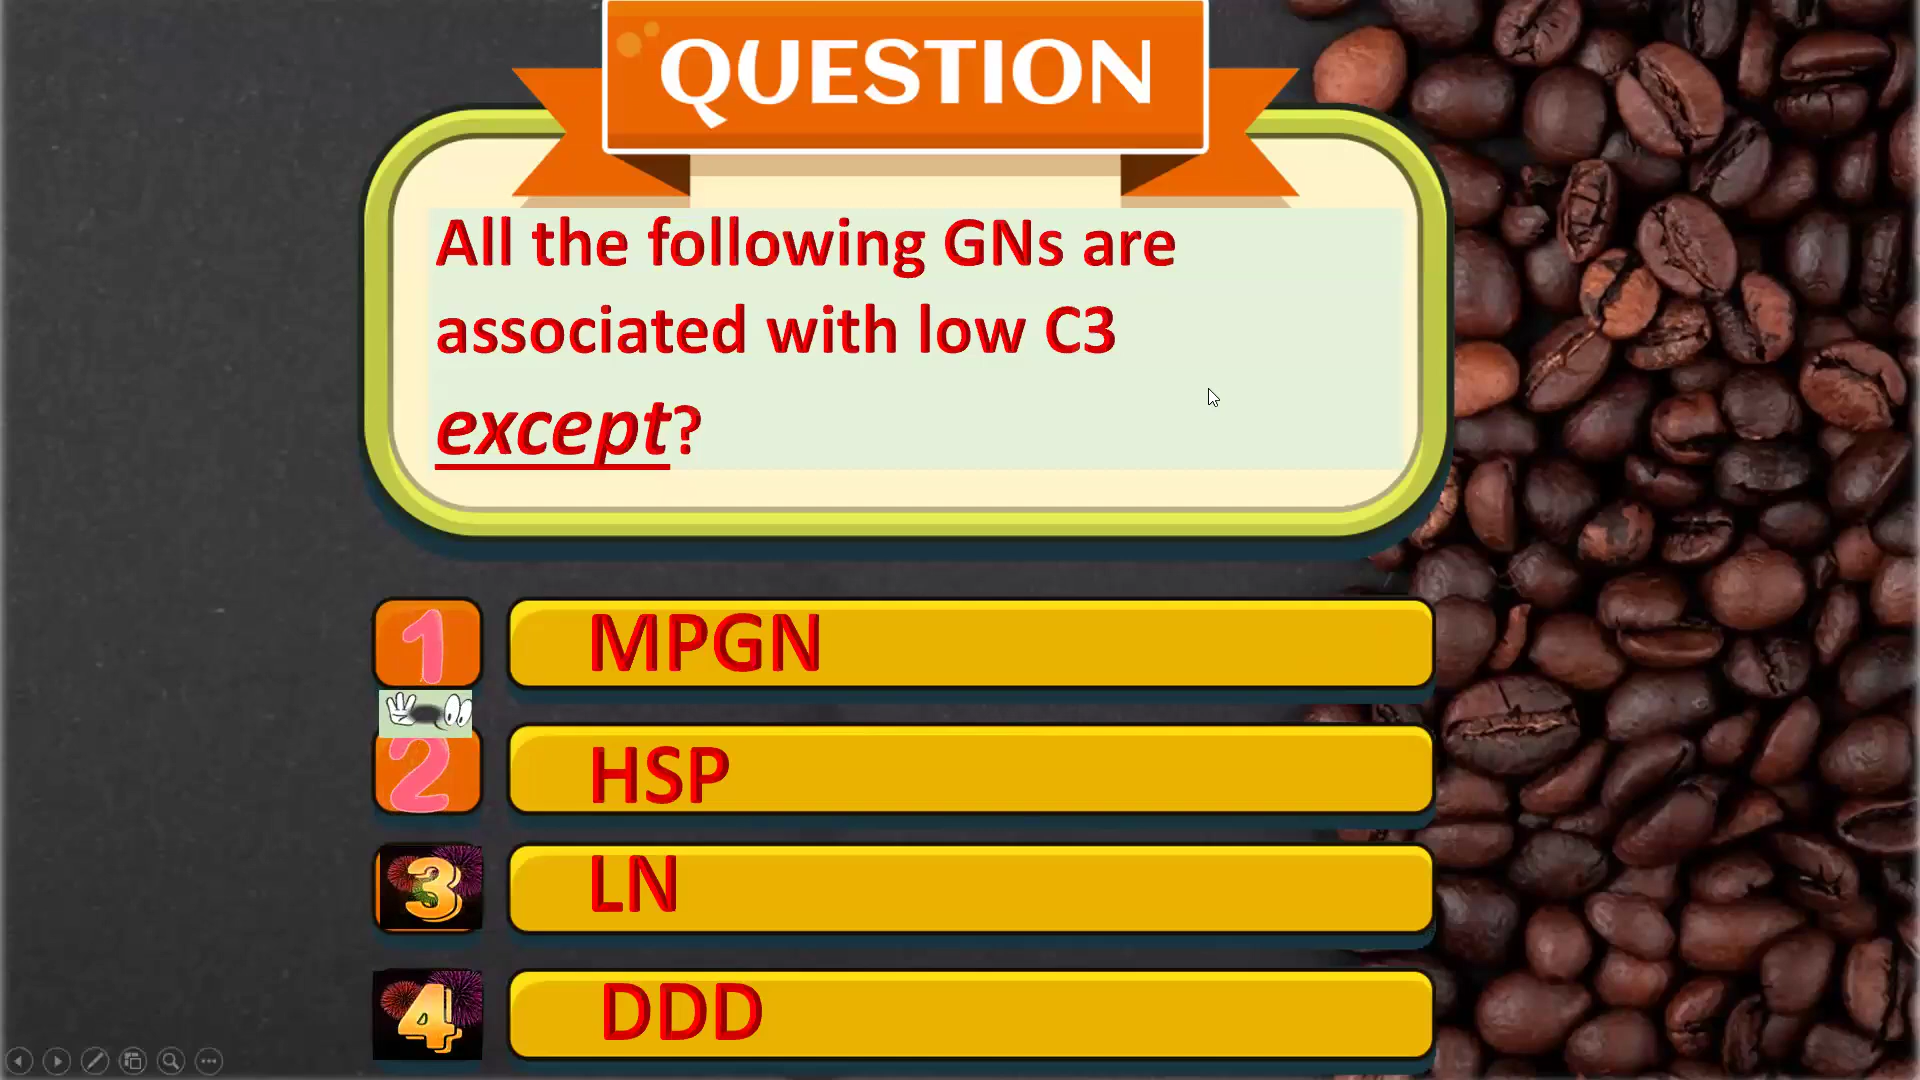 QUESTION
All the following GNs are
associated with low C3
except?
1 MPGN
2 HSP
3 LN
4 DDD